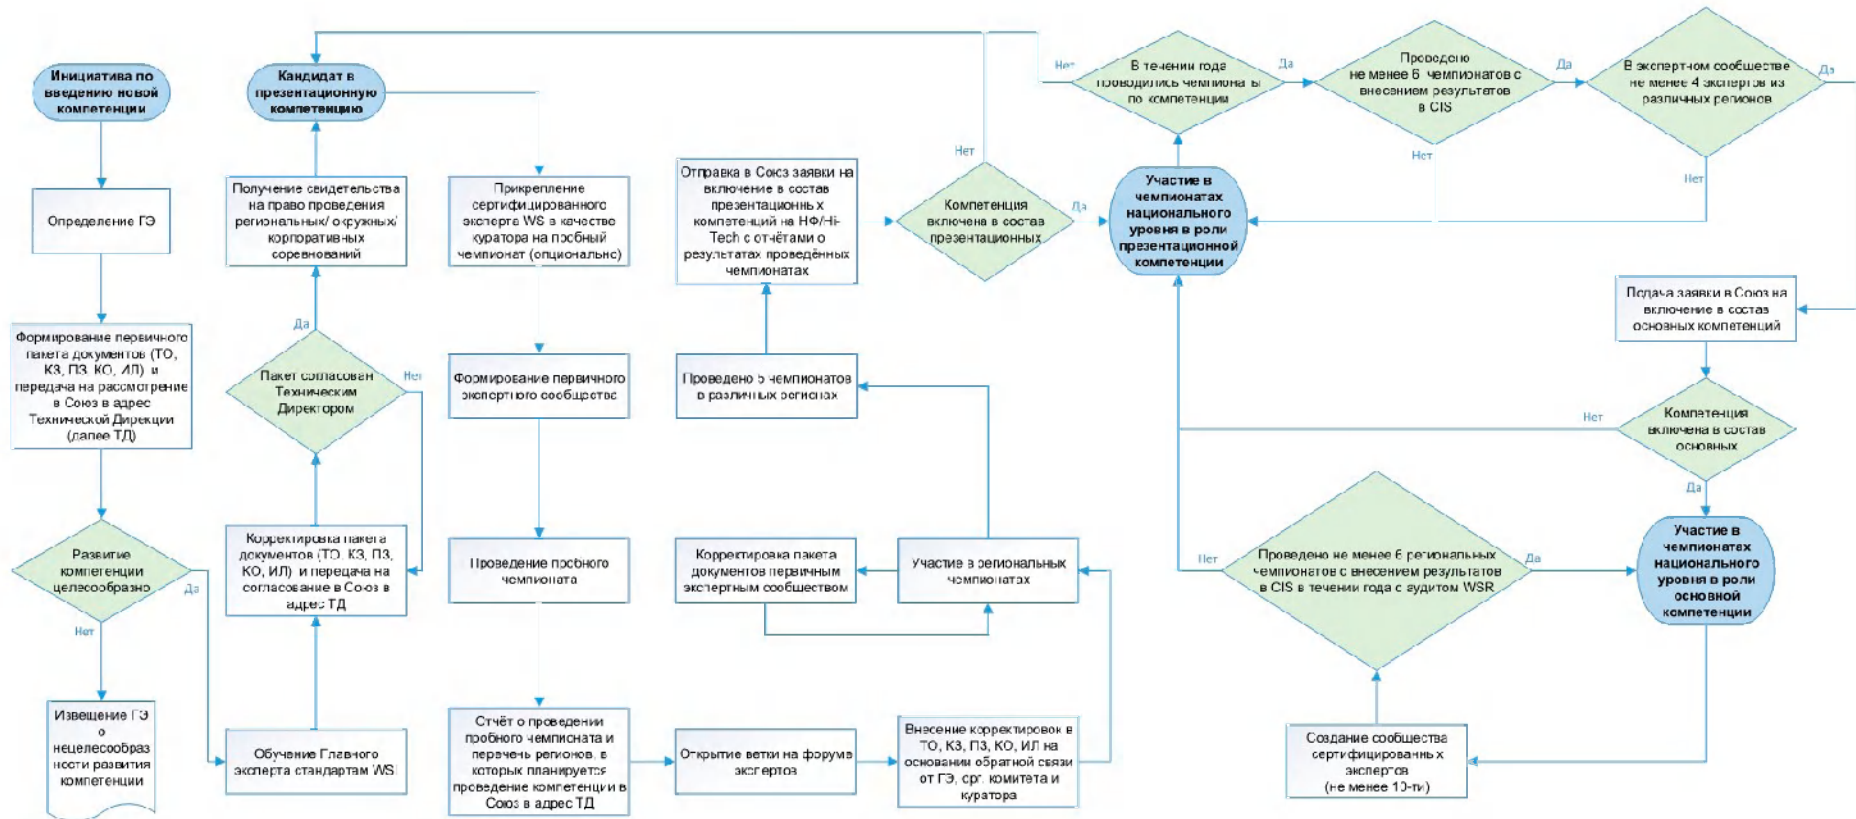 Инициатива по
введению новой
компетенции
Определение ГЭ
Формирование первичного
пакета документов (ТО,
КЗ, ПЗ, КО, ИЛ) и
передача на рассмотрение
в Союз в адрес
Технической Дирекции
(далее ТД)
Развитие
компетенции
целесообразно
Да
Нет
Извещение ГЭ
о
нецелесообраз
ности развития
компетенции
Кандидат в
презентационную
компетенцию
Получение свидетельства
на право проведения
региональных/ окружных/
корпоративных
соревнований
Да
Пакет согласован
Техническим
Директором
Нет
Корректировка пакета
документов (ТО, КЗ, ПЗ,
КО, ИЛ) и передача на
согласование в Союз в
адрес ТД
Обучение Главного
эксперта стандартам WSI
Прикрепление
сертифицированного
эксперта WS в качестве
куратора на пробный
чемпионат (опционально)
Формирование первичного
экспертного сообщества
Проведение пробного
чемпионата
Отчёт о проведении
пробного чемпионата и
перечень регионов, в
которых планируется
проведение компетенции в
Союз в адрес ТД
Открытие ветки на форуме
экспертов
Внесение корректировок в
ТО, КЗ, ПЗ, КО, ИЛ на
основании обратной связи
от ГЭ, орг. комитета и
куратора
Участие в региональных
чемпионатах
Корректировка пакета
документов первичным
экспертным сообществом
Проведено 5 чемпионатов
в различных регионах
Отправка в Союз заявки на
включение в состав
презентационных
компетенций на НФ/Hi-
Tech с отчётами о
результатах проведённых
чемпионатах
Нет
Компетенция
включена в состав
презентационных
Да
Участие в
чемпионатах
национального
уровня в роли
презентационной
компетенции
Нет
В течении года
проводились чемпионаты
по компетенции
Да
Проведено
не менее 6 чемпионатов с
внесением результатов
в CIS
Да
Нет
В экспертном сообществе
не менее 4 экспертов из
различных регионов
Да
Нет
Подача заявки в Союз на
включение в состав
основных компетенций
Нет
Компетенция
включена в состав
основных
Да
Участие в
чемпионатах
национального
уровня в роли
основной
компетенции
Нет
Проведено не менее 6 региональных
чемпионатов с внесением результатов
в CIS в течении года с аудитом WSR
Да
Создание сообщества
сертифицированных
экспертов
(не менее 10-ти)